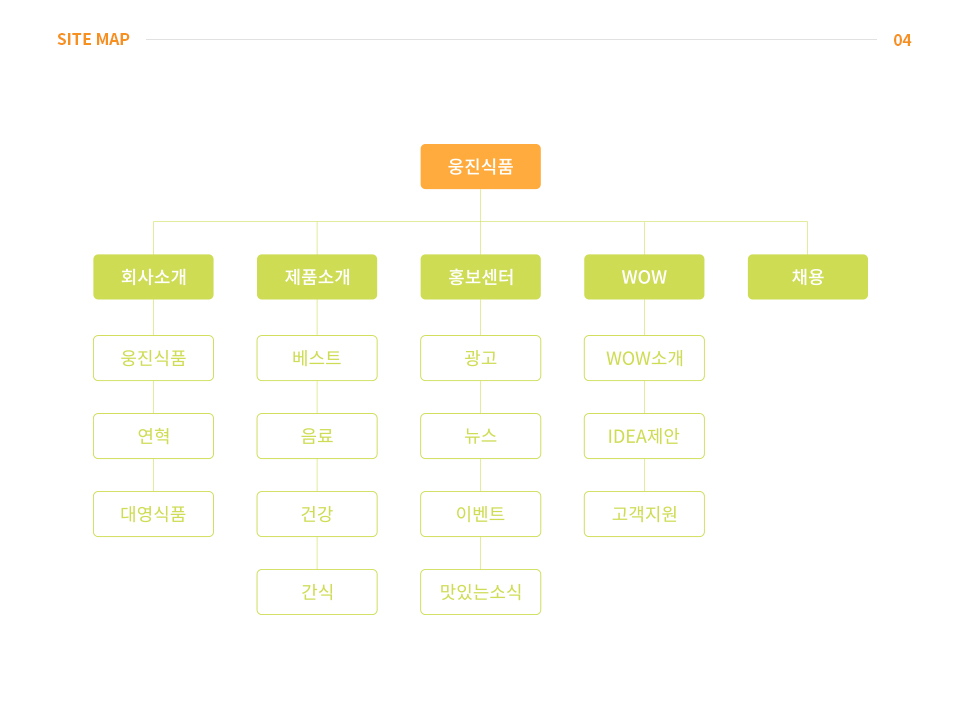 SITE MAP
04
웅진식품
회사소개
제품소개
홍보센터
WOW
채용
웅진식품
베스트
광고
WOW소개
연혁
음료
뉴스
IDEA제안
대영식품
건강
이벤트
고객지원
간식
맛있는소식